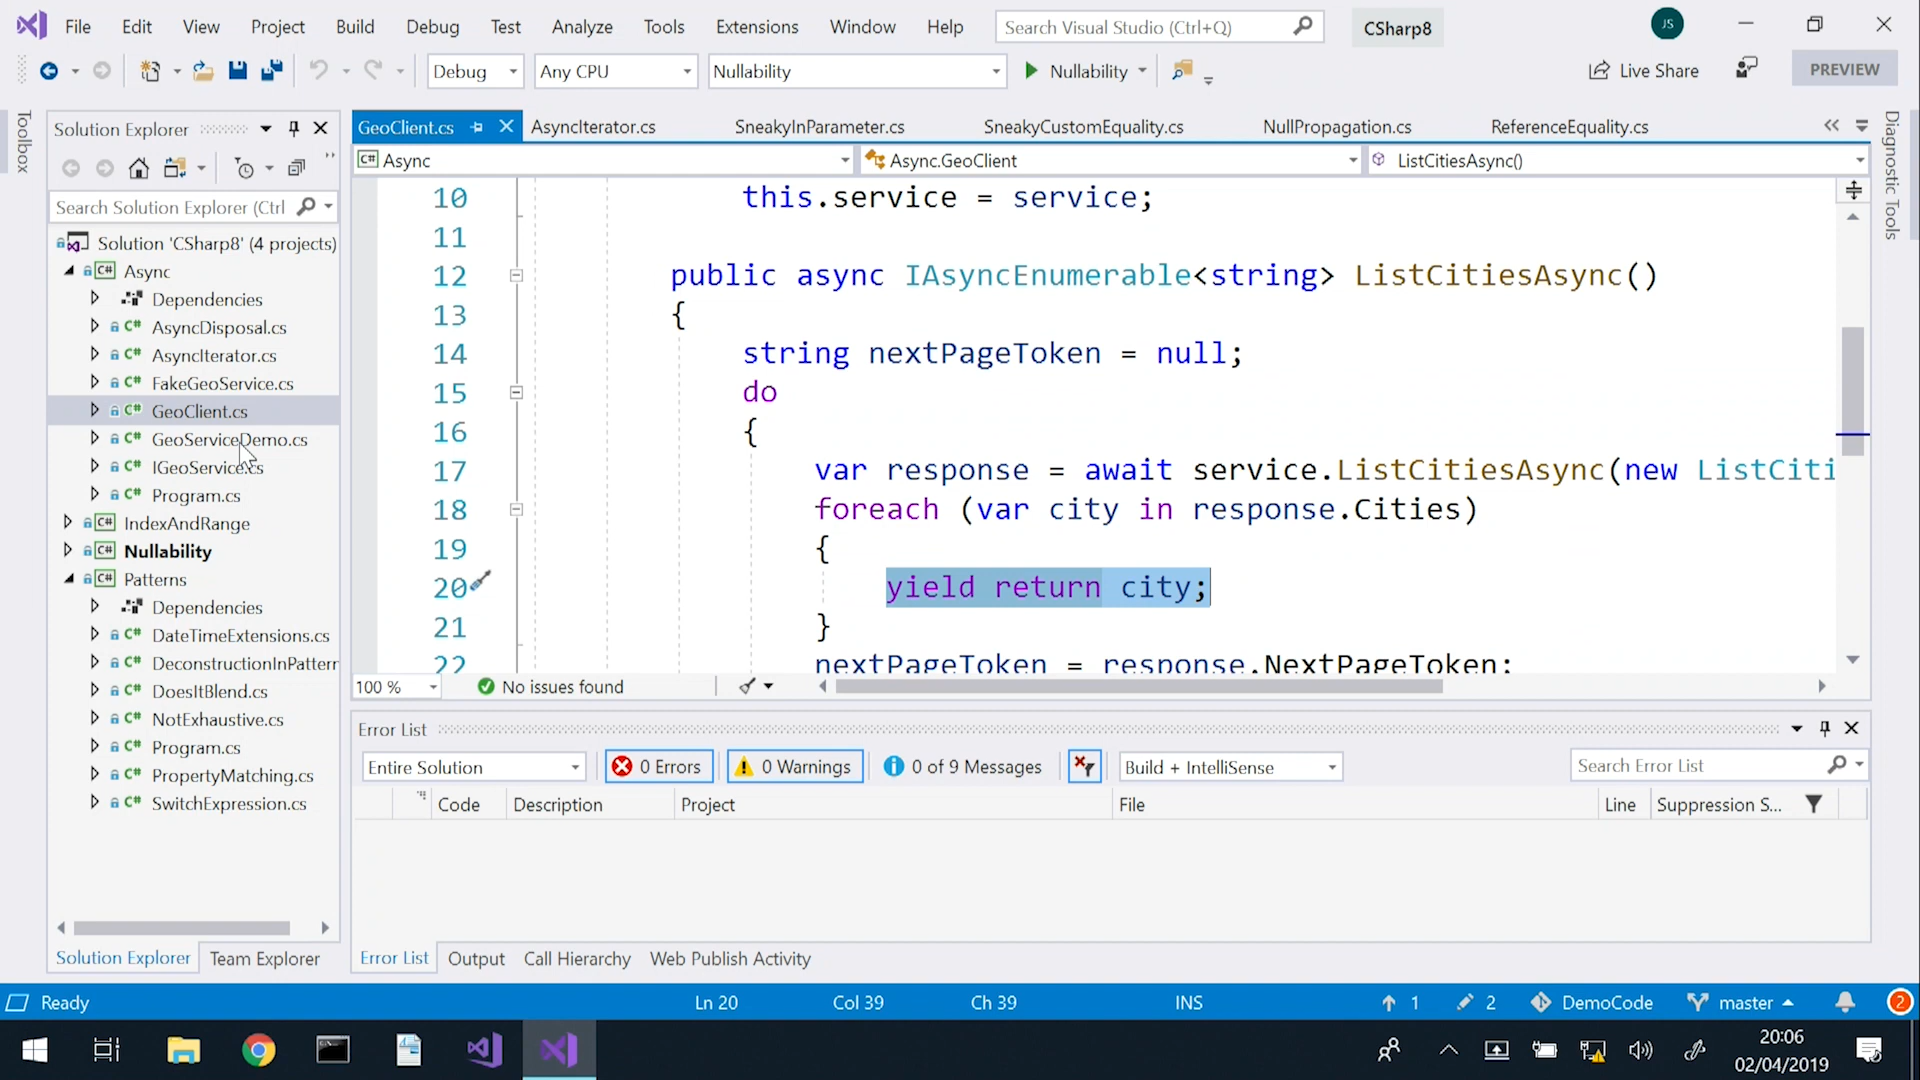 File Edit View Project Build Debug Test Analyze Tools Extensions Window Help Search Visual Studio (Ctrl+Q) CSharp8 JS
Debug Any CPU Nullability Nullability Live Share PREVIEW
Toolbox
Solution Explorer
Search Solution Explorer (Ctrl
Solution 'CSharp8' (4 projects)
C# Async
Dependencies
C# AsyncDisposal.cs
C# AsyncIterator.cs
C# FakeGeoService.cs
C# GeoClient.cs
C# GeoServiceDemo.cs
C# IGeoService.cs
C# Program.cs
C# IndexAndRange
C# Nullability
C# Patterns
Dependencies
C# DateTimeExtensions.cs
C# DeconstructionInPattern
C# DoesItBlend.cs
C# NotExhaustive.cs
C# Program.cs
C# PropertyMatching.cs
C# SwitchExpression.cs
Solution Explorer Team Explorer
GeoClient.cs AsyncIterator.cs SneakyInParameter.cs SneakyCustomEquality.cs NullPropagation.cs ReferenceEquality.cs
C# Async Async.GeoClient ListCitiesAsync()
10 this.service = service;
11
12 public async IAsyncEnumerable<string> ListCitiesAsync()
13 {
14 string nextPageToken = null;
15 do
16 {
17 var response = await service.ListCitiesAsync(new ListCiti
18 foreach (var city in response.Cities)
19 {
20 yield return city;
21 }
22 nextPageToken = response.NextPageToken;
100 % No issues found
Diagnostic Tools
Error List
Entire Solution 0 Errors 0 Warnings 0 of 9 Messages Build + IntelliSense Search Error List
Code Description Project File Line Suppression S...
Error List Output Call Hierarchy Web Publish Activity
Ready Ln 20 Col 39 Ch 39 INS 1 2 DemoCode master 2
20:06
02/04/2019